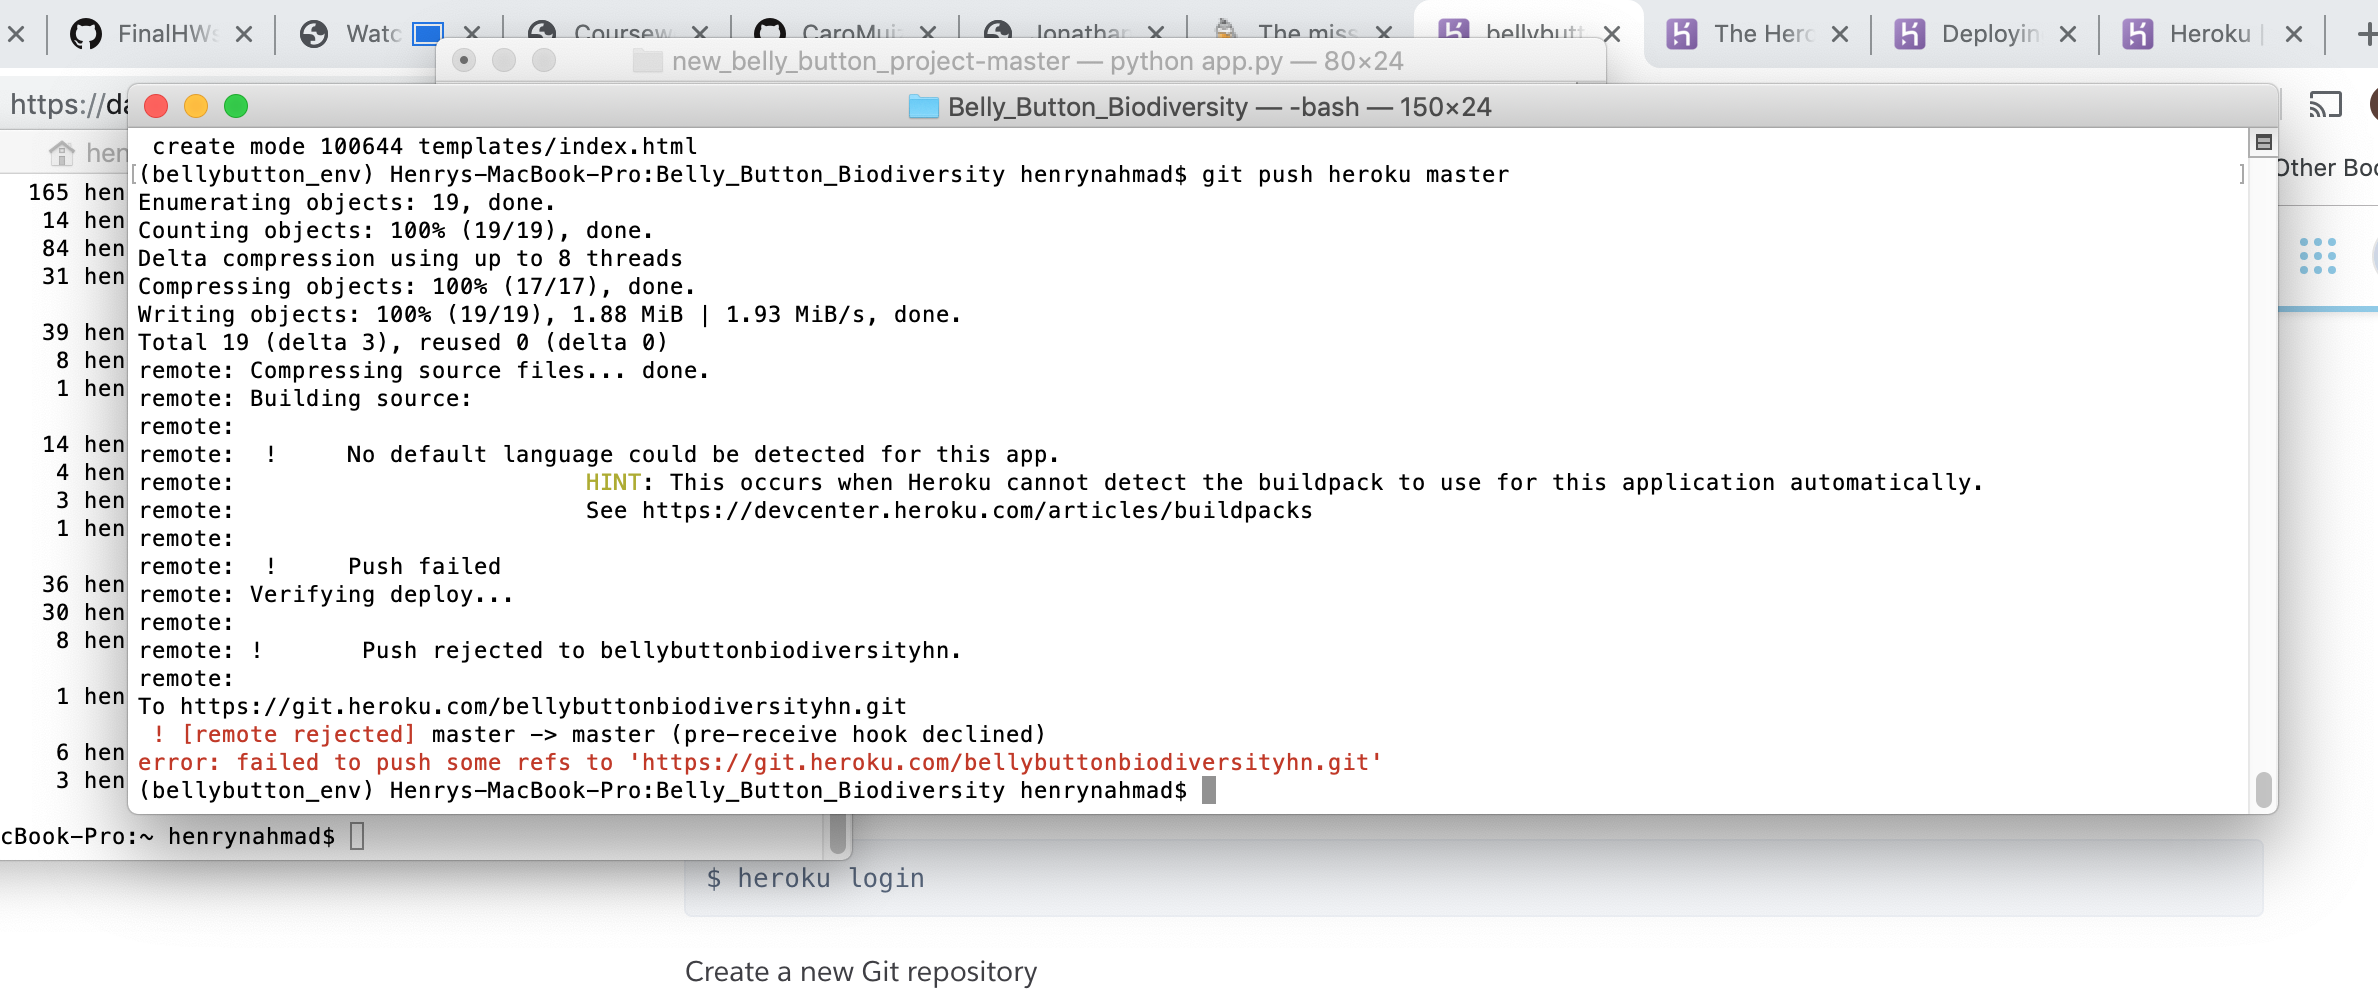 FinalHWs
Watc
Coursew
CaroMuiz
Jonathar
The miss
bellybutt
The Herc
Deployin
Heroku |
new_belly_button_project-master — python app.py — 80×24
https://da
Belly_Button_Biodiversity — -bash — 150×24
hen
Other Boo
create mode 100644 templates/index.html
(bellybutton_env) Henrys-MacBook-Pro:Belly_Button_Biodiversity henrynahmad$ git push heroku master
Enumerating objects: 19, done.
Counting objects: 100% (19/19), done.
Delta compression using up to 8 threads
Compressing objects: 100% (17/17), done.
Writing objects: 100% (19/19), 1.88 MiB | 1.93 MiB/s, done.
Total 19 (delta 3), reused 0 (delta 0)
remote: Compressing source files... done.
remote: Building source:
remote:
remote:  !     No default language could be detected for this app.
remote:                         HINT: This occurs when Heroku cannot detect the buildpack to use for this application automatically.
remote:                         See https://devcenter.heroku.com/articles/buildpacks
remote:
remote:  !     Push failed
remote: Verifying deploy...
remote:
remote: !       Push rejected to bellybuttonbiodiversityhn.
remote:
To https://git.heroku.com/bellybuttonbiodiversityhn.git
 ! [remote rejected] master -> master (pre-receive hook declined)
error: failed to push some refs to 'https://git.heroku.com/bellybuttonbiodiversityhn.git'
(bellybutton_env) Henrys-MacBook-Pro:Belly_Button_Biodiversity henrynahmad$
165 hen
14 hen
84 hen
31 hen
39 hen
8 hen
1 hen
14 hen
4 hen
3 hen
1 hen
36 hen
30 hen
8 hen
1 hen
6 hen
3 hen
cBook-Pro:~ henrynahmad$
$ heroku login
Create a new Git repository